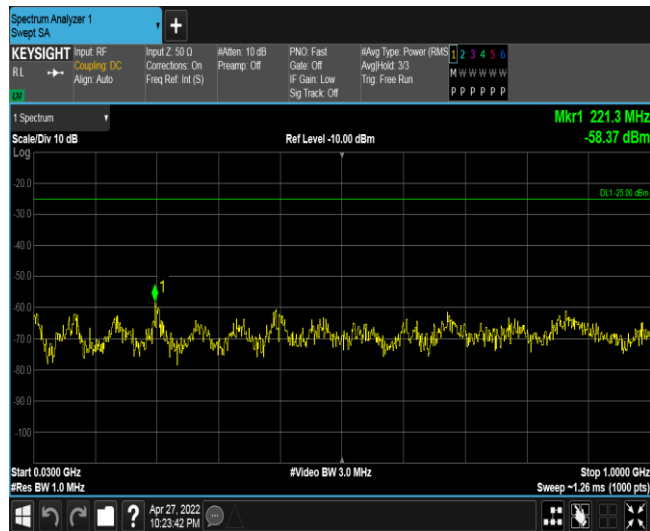 Spectrum Analyzer 1
Swept SA
KEYSIGHT
RL
Input: RF
Coupling: DC
Align: Auto
Input Z: 50 Ω
Corrections: On
Freq Ref: Int (S)
#Atten: 10 dB
Preamp: Off
PNO: Fast
Gate: Off
IF Gain: Low
Sig Track: Off
#Avg Type: Power (RMS
Avg|Hold: 3/3
Trig: Free Run
1 2 3 4 5 6
M W W W W W
P P P P P P
1 Spectrum
Mkr1 221.3 MHz
-58.37 dBm
Scale/Div 10 dB
Ref Level -10.00 dBm
Log
-20.0
DL1 -25.00 dBm
-30.0
-40.0
-50.0
1
-60.0
-70.0
-80.0
-90.0
-100
Start 0.0300 GHz
#Video BW 3.0 MHz
Stop 1.0000 GHz
#Res BW 1.0 MHz
Sweep ~1.26 ms (1000 pts)
?
Apr 27, 2022
10:23:42 PM